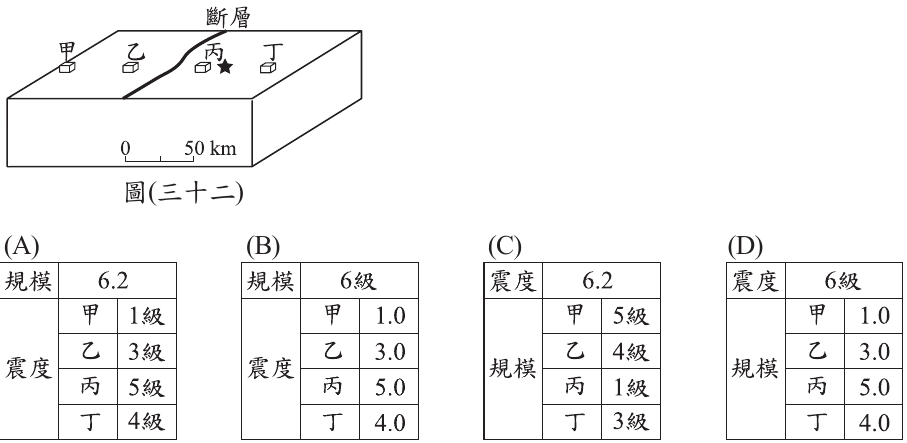 斷層
甲 乙 丙 丁
0 50 km
圖(三十二)
(A)
規模 6.2
震度 甲 1級
乙 3級
丙 5級
丁 4級
(B)
規模 6級
震度 甲 1.0
乙 3.0
丙 5.0
丁 4.0
(C)
震度 6.2
規模 甲 5級
乙 4級
丙 1級
丁 3級
(D)
震度 6級
規模 甲 1.0
乙 3.0
丙 5.0
丁 4.0